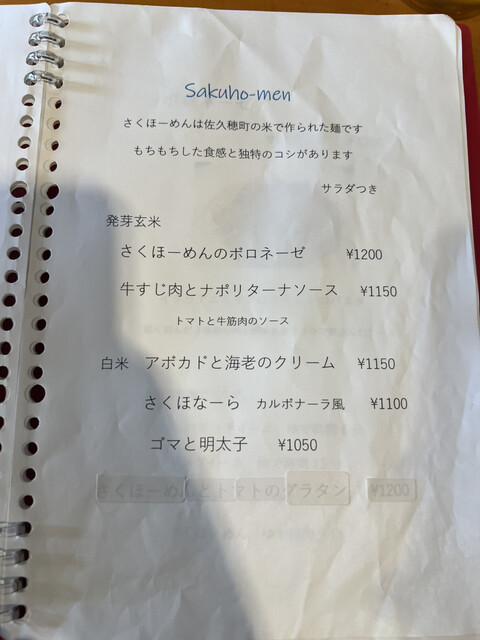 Sakuho-men
さくほーめんは佐久穂町の米で作られた麺です
もちもちした食感と独特のコシがあります
サラダつき
発芽玄米
さくほーめんのボロネーゼ ¥1200
牛すじ肉とナポリターナソース ¥1150
トマトと牛筋肉のソース
白米 アボカドと海老のクリーム ¥1150
さくほなーら カルボナーラ風 ¥1100
ゴマと明太子 ¥1050
さくほーめんとトマトのグラタン ¥1200